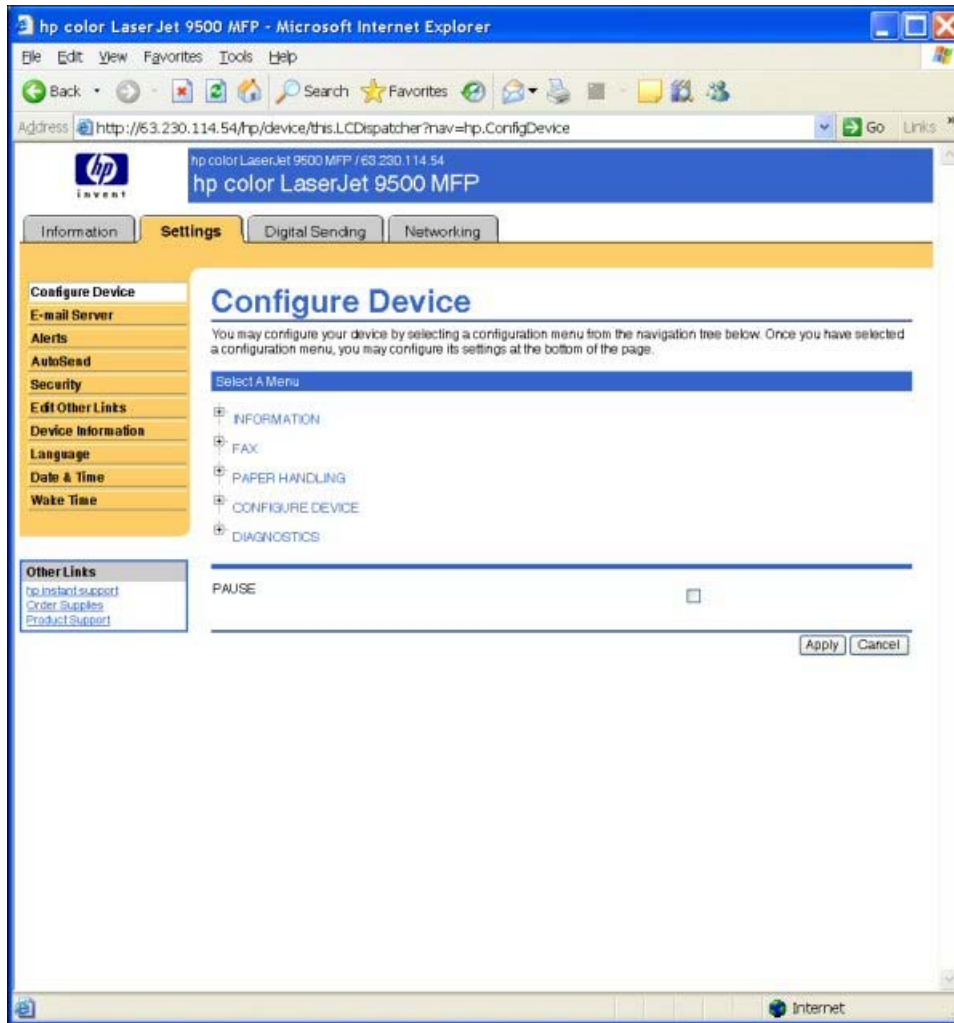 hp color LaserJet 9500 MFP - Microsoft Internet Explorer
File Edit View Favorites Tools Help
Back Search Favorites
Address http://63.230.114.54/hp/device/this.LCDispatcher?nav=hp.ConfigDevice Go Links »
hp invent
hp color LaserJet 9500 MFP / 63.230.114.54
hp color LaserJet 9500 MFP
Information Settings Digital Sending Networking
Configure Device
E-mail Server
Alerts
AutoSend
Security
Edit Other Links
Device Information
Language
Date & Time
Wake Time
Other Links
hp instant support
Order Supplies
Product Support
Configure Device
You may configure your device by selecting a configuration menu from the navigation tree below. Once you have selected
a configuration menu, you may configure its settings at the bottom of the page.
Select A Menu
INFORMATION
FAX
PAPER HANDLING
CONFIGURE DEVICE
DIAGNOSTICS
PAUSE
Apply Cancel
Internet